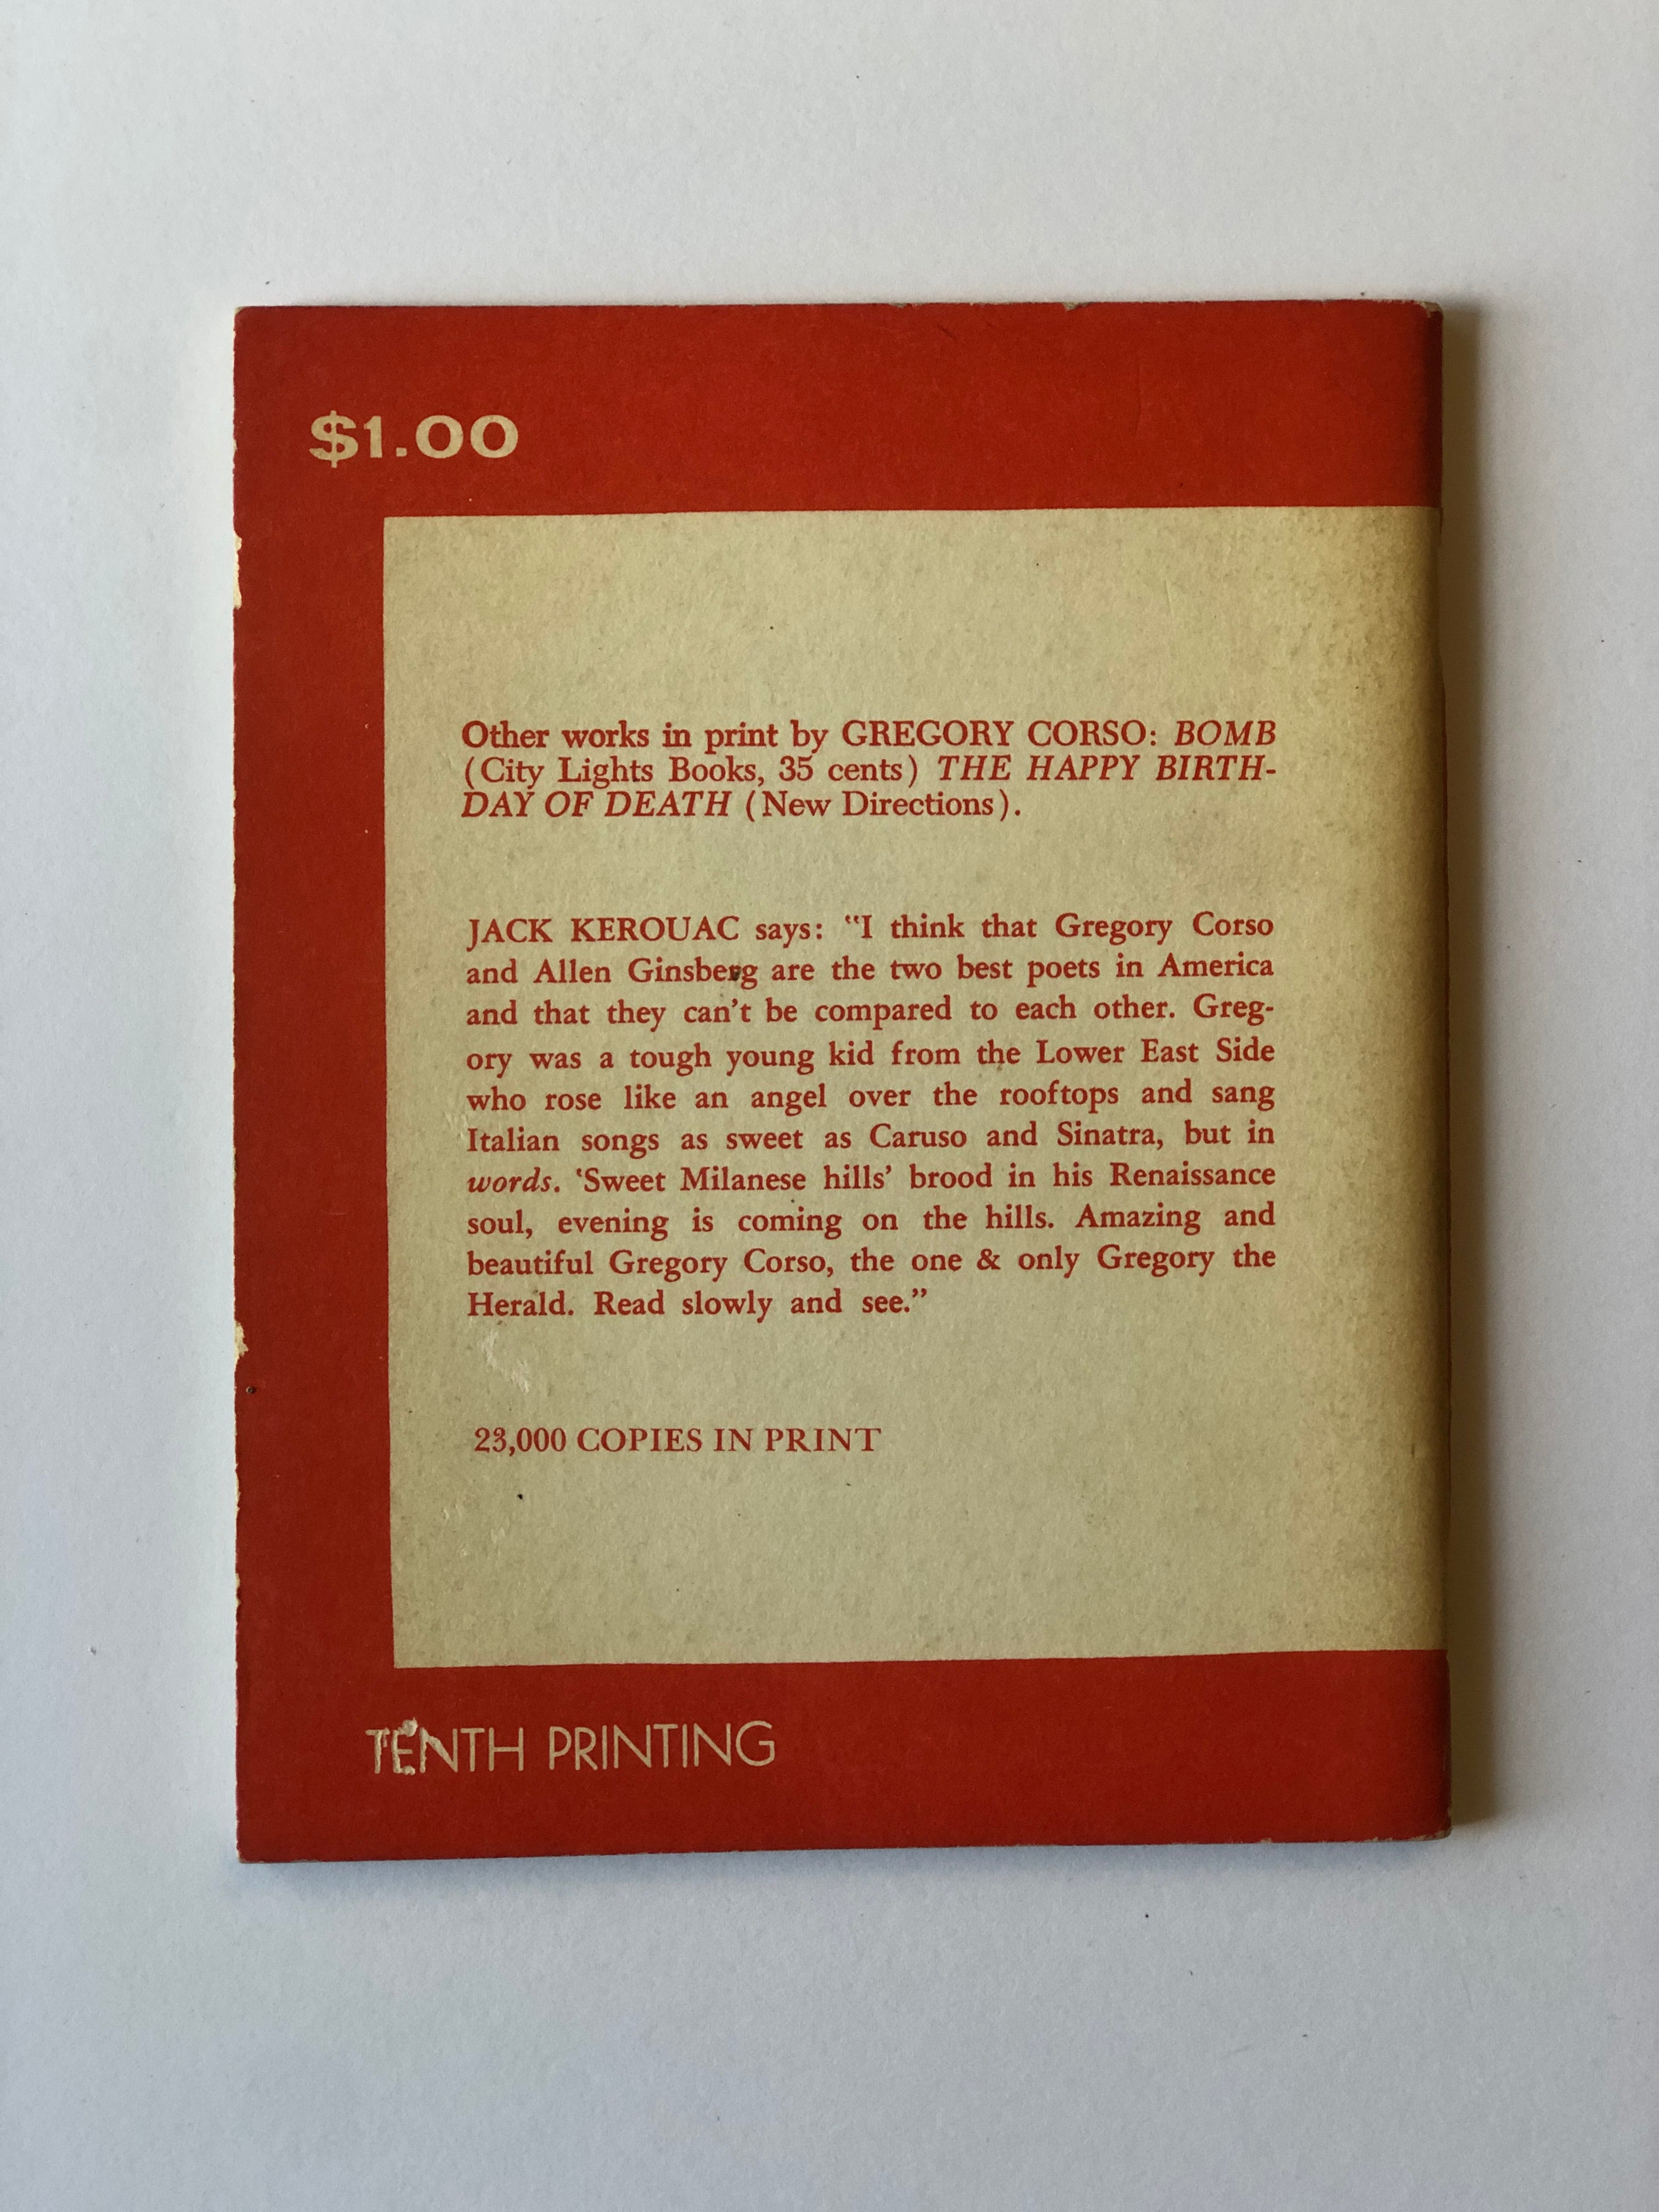 $1.00
Other works in print by GREGORY CORSO: BOMB
(City Lights Books, 35 cents) THE HAPPY BIRTH-
DAY OF DEATH (New Directions).
JACK KEROUAC says: "I think that Gregory Corso
and Allen Ginsberg are the two best poets in America
and that they can't be compared to each other. Greg-
ory was a tough young kid from the Lower East Side
who rose like an angel over the rooftops and sang
Italian songs as sweet as Caruso and Sinatra, but in
words. 'Sweet Milanese hills' brood in his Renaissance
soul, evening is coming on the hills. Amazing and
beautiful Gregory Corso, the one & only Gregory the
Herald. Read slowly and see."
23,000 COPIES IN PRINT
TENTH PRINTING